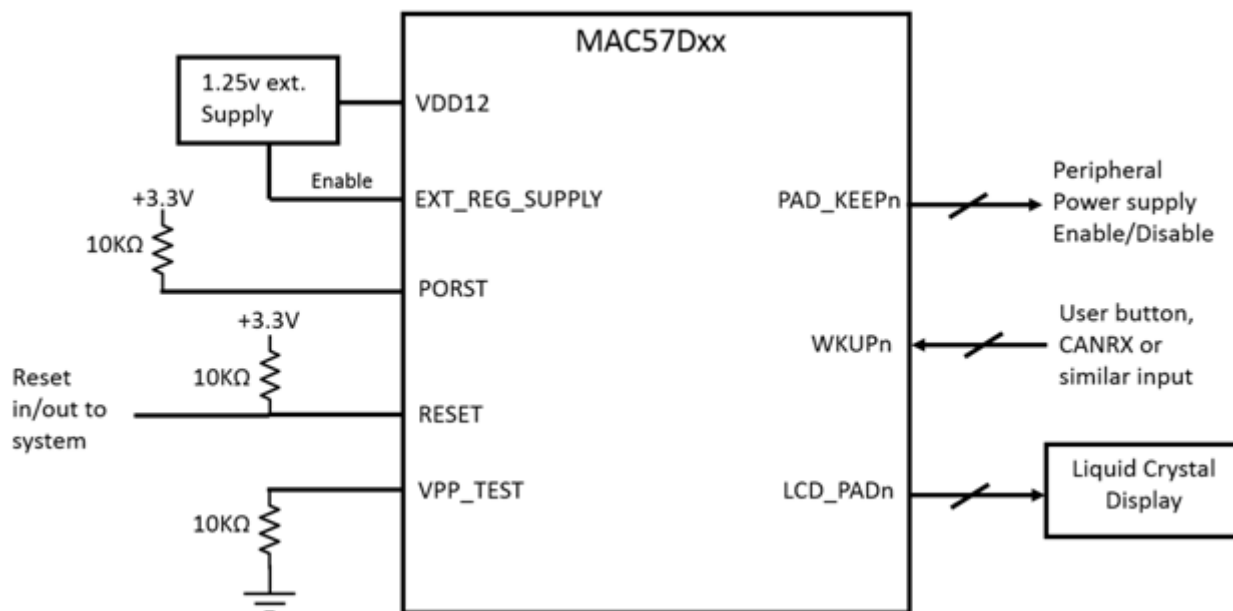 MAC57Dxx
1.25v ext.
Supply
VDD12
Enable
EXT_REG_SUPPLY
+3.3V
10KΩ
PORST
+3.3V
10KΩ
Reset
in/out to
system
RESET
VPP_TEST
10KΩ
PAD_KEEPn
Peripheral
Power supply
Enable/Disable
WKUPn
User button,
CANRX or
similar input
LCD_PADn
Liquid Crystal
Display